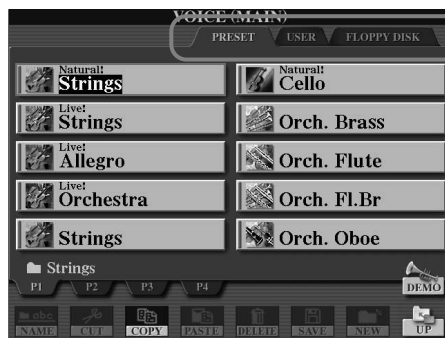 VOICE (MAIN)
PRESET USER FLOPPY DISK
Natural!
Strings
Natural!
Cello
Live!
Strings
Orch. Brass
Live!
Allegro
Orch. Flute
Live!
Orchestra
Orch. Fl.Br
Strings
Orch. Oboe
Strings
P1 P2 P3 P4
DEMO
abc
NAME CUT COPY PASTE DELETE SAVE NEW UP